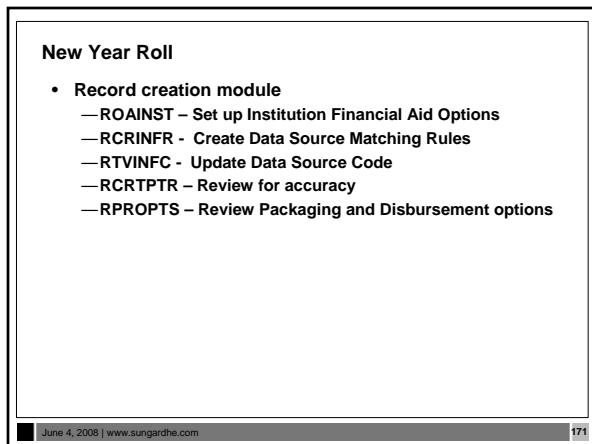 New Year Roll
• Record creation module
—ROAINST – Set up Institution Financial Aid Options
—RCRINFR - Create Data Source Matching Rules
—RTVINFC - Update Data Source Code
—RCRTPTR – Review for accuracy
—RPROPTS – Review Packaging and Disbursement options
June 4, 2008 | www.sungardhe.com 171